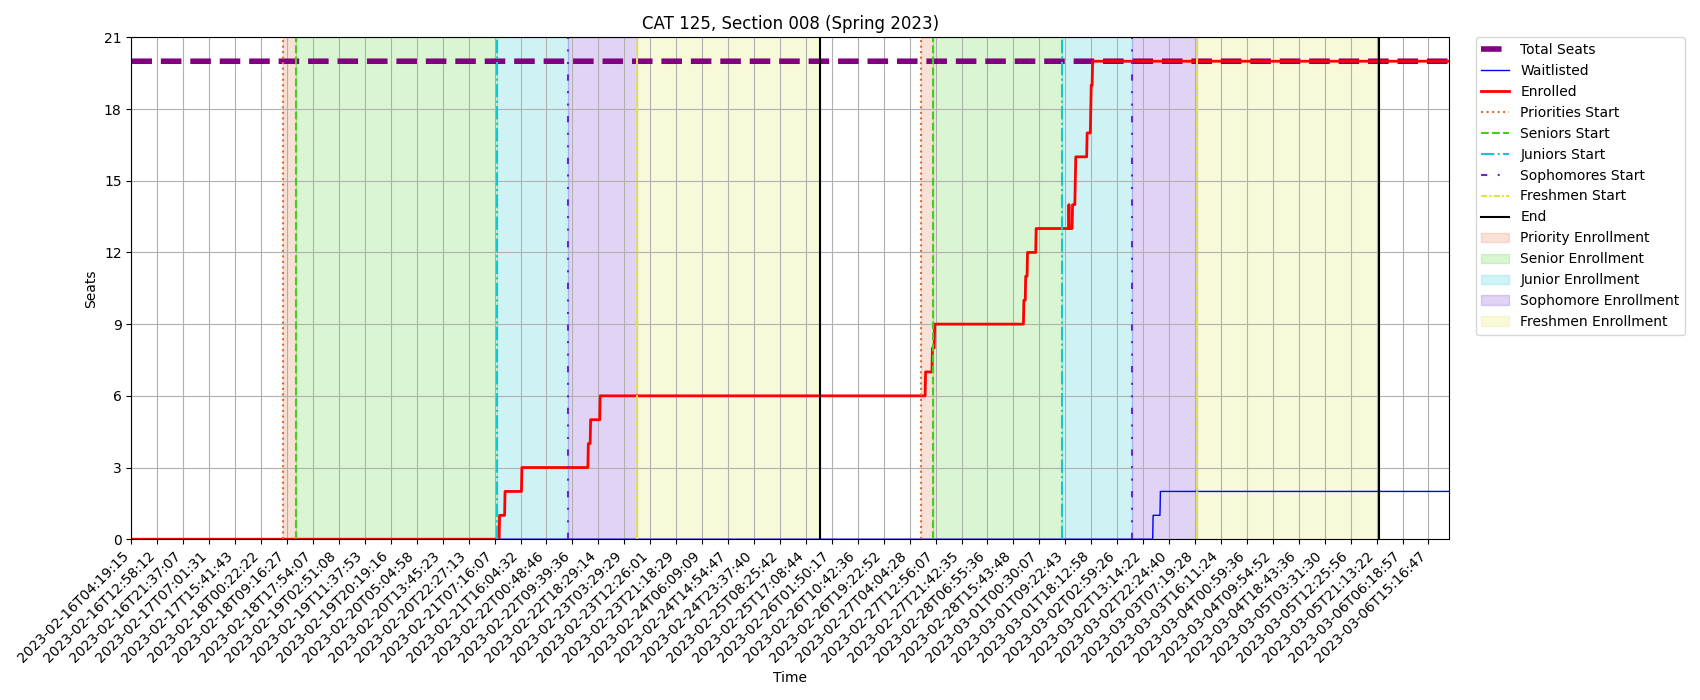 CAT 125, Section 008 (Spring 2023)
21
18
15
12
9
6
3
0
Seats
2023-02-16T04:19:15
2023-02-16T12:58:12
2023-02-16T21:37:07
2023-02-17T07:01:31
2023-02-17T15:41:43
2023-02-18T00:22:22
2023-02-18T09:16:27
2023-02-18T17:54:07
2023-02-19T02:51:08
2023-02-19T11:37:53
2023-02-19T20:19:16
2023-02-20T05:04:58
2023-02-20T13:45:23
2023-02-20T22:27:13
2023-02-21T07:16:07
2023-02-21T16:04:32
2023-02-22T00:48:46
2023-02-22T09:39:36
2023-02-22T18:29:14
2023-02-23T03:29:29
2023-02-23T12:26:01
2023-02-23T21:18:29
2023-02-24T06:09:09
2023-02-24T14:54:47
2023-02-24T23:37:40
2023-02-25T08:25:42
2023-02-25T17:08:44
2023-02-26T01:50:17
2023-02-26T10:42:36
2023-02-26T19:22:52
2023-02-27T04:04:28
2023-02-27T12:56:07
2023-02-27T21:42:35
2023-02-28T06:55:36
2023-02-28T15:43:48
2023-03-01T00:30:07
2023-03-01T09:22:43
2023-03-01T18:12:58
2023-03-02T02:59:26
2023-03-02T13:14:22
2023-03-02T22:24:40
2023-03-03T07:19:28
2023-03-03T16:11:24
2023-03-04T00:59:36
2023-03-04T09:54:52
2023-03-04T18:43:36
2023-03-05T03:31:30
2023-03-05T12:25:56
2023-03-05T21:13:22
2023-03-06T06:18:57
2023-03-06T15:16:47
Time
Total Seats
Waitlisted
Enrolled
Priorities Start
Seniors Start
Juniors Start
Sophomores Start
Freshmen Start
End
Priority Enrollment
Senior Enrollment
Junior Enrollment
Sophomore Enrollment
Freshmen Enrollment